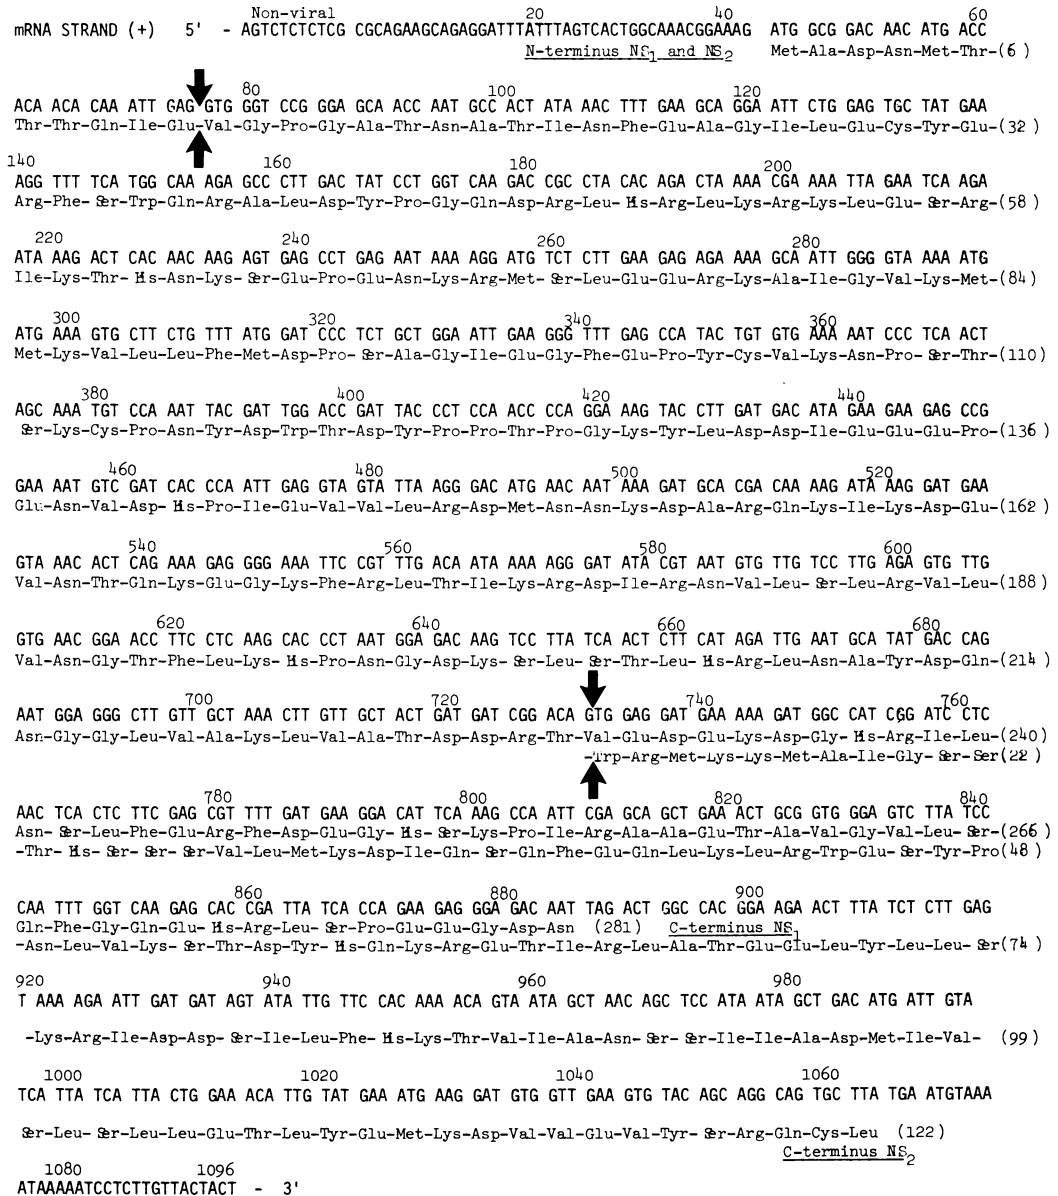 Non-viral 20 40 60
mRNA STRAND (+) 5' - AGTCTCTCTCG CGCAGAAGCAGAGGATTTATTTAGTCACTGGCAAACGGAAAG ATG GCG GAC AAC ATG ACC
N-terminus NS1 and NS2 Met-Ala-Asp-Asn-Met-Thr-(6 )
80 100 120
ACA ACA CAA ATT GAG GTG GGT CCG GGA GCA ACC AAT GCC ACT ATA AAC TTT GAA GCA GGA ATT CTG GAG TGC TAT GAA
Thr-Thr-Gln-Ile-Glu-Val-Gly-Pro-Gly-Ala-Thr-Asn-Ala-Thr-Ile-Asn-Phe-Glu-Ala-Gly-Ile-Leu-Glu-Cys-Tyr-Glu-(32 )
140 160 180 200
AGG TTT TCA TGG CAA AGA GCC CTT GAC TAT CCT GGT CAA GAC CGC CTA CAC AGA CTA AAA CGA AAA TTA GAA TCA AGA
Arg-Phe-Ser-Trp-Gln-Arg-Ala-Leu-Asp-Tyr-Pro-Gly-Gln-Asp-Arg-Leu-His-Arg-Leu-Lys-Arg-Lys-Leu-Glu-Ser-Arg-(58 )
220 240 260 280
ATA AAG ACT CAC AAC AAG AGT GAG CCT GAG AAT AAA AGG ATG TCT CTT GAA GAG AGA AAA GCA ATT GGG GTA AAA ATG
Ile-Lys-Thr-His-Asn-Lys-Ser-Glu-Pro-Glu-Asn-Lys-Arg-Met-Ser-Leu-Glu-Glu-Arg-Lys-Ala-Ile-Gly-Val-Lys-Met-(84 )
300 320 340 360
ATG AAA GTG CTT CTG TTT ATG GAT CCC TCT GCT GGA ATT GAA GGG TTT GAG CCA TAC TGT GTG AAA AAT CCC TCA ACT
Met-Lys-Val-Leu-Leu-Phe-Met-Asp-Pro-Ser-Ala-Gly-Ile-Glu-Gly-Phe-Glu-Pro-Tyr-Cys-Val-Lys-Asn-Pro-Ser-Thr-(110 )
380 400 420 440
AGC AAA TGT CCA AAT TAC GAT TGG ACC GAT TAC CCT CCA ACC CCA GGA AAG TAC CTT GAT GAC ATA GAA GAA GAG CCG
Ser-Lys-Cys-Pro-Asn-Tyr-Asp-Trp-Thr-Asp-Tyr-Pro-Pro-Thr-Pro-Gly-Lys-Tyr-Leu-Asp-Asp-Ile-Glu-Glu-Glu-Pro-(136 )
460 480 500 520
GAA AAT GTC GAT CAC CCA ATT GAG GTA GTA TTA AGG GAC ATG AAC AAT AAA GAT GCA CGA CAA AAG ATA AAG GAT GAA
Glu-Asn-Val-Asp-His-Pro-Ile-Glu-Val-Val-Leu-Arg-Asp-Met-Asn-Asn-Lys-Asp-Ala-Arg-Gln-Lys-Ile-Lys-Asp-Glu-(162 )
540 560 580 600
GTA AAC ACT CAG AAA GAG GGG AAA TTC CGT TTG ACA ATA AAA AGG GAT ATA CGT AAT GTG TTG TCC TTG AGA GTG TTG
Val-Asn-Thr-Gln-Lys-Glu-Gly-Lys-Phe-Arg-Leu-Thr-Ile-Lys-Arg-Asp-Ile-Arg-Asn-Val-Leu-Ser-Leu-Arg-Val-Leu-(188 )
620 640 660 680
GTG AAC GGA ACC TTC CTC AAG CAC CCT AAT GGA GAC AAG TCC TTA TCA ACT CTT CAT AGA TTG AAT GCA TAT GAC CAG
Val-Asn-Gly-Thr-Phe-Leu-Lys-His-Pro-Asn-Gly-Asp-Lys-Ser-Leu-Ser-Thr-Leu-His-Arg-Leu-Asn-Ala-Tyr-Asp-Gln-(214 )
700 720 740 760
AAT GGA GGG CTT GTT GCT AAA CTT GTT GCT ACT GAT GAT CGG ACA GTG GAG GAT GAA AAA GAT GGC CAT CGG ATC CTC
Asn-Gly-Gly-Leu-Val-Ala-Lys-Leu-Val-Ala-Thr-Asp-Asp-Arg-Thr-Val-Glu-Asp-Glu-Lys-Asp-Gly-His-Arg-Ile-Leu-(240 )
-Trp-Arg-Met-Lys-Lys-Met-Ala-Ile-Gly-Ser-Ser(22 )
780 800 820 840
AAC TCA CTC TTC GAG CGT TTT GAT GAA GGA CAT TCA AAG CCA ATT CGA GCA GCT GAA ACT GCG GTG GGA GTC TTA TCC
Asn-Ser-Leu-Phe-Glu-Arg-Phe-Asp-Glu-Gly-His-Ser-Lys-Pro-Ile-Arg-Ala-Ala-Glu-Thr-Ala-Val-Gly-Val-Leu-Ser-(266 )
-Thr-His-Ser-Ser-Ser-Val-Leu-Met-Lys-Asp-Ile-Gln-Ser-Gln-Phe-Glu-Gln-Leu-Lys-Leu-Arg-Trp-Glu-Ser-Tyr-Pro(48 )
860 880 900
CAA TTT GGT CAA GAG CAC CGA TTA TCA CCA GAA GAG GGA GAC AAT TAG ACT GGC CAC GGA AGA ACT TTA TCT CTT GAG
Gln-Phe-Gly-Gln-Glu-His-Arg-Leu-Ser-Pro-Glu-Glu-Gly-Asp-Asn (281) C-terminus NS1
-Asn-Leu-Val-Lys-Ser-Thr-Asp-Tyr-His-Gln-Lys-Arg-Glu-Thr-Ile-Arg-Leu-Ala-Thr-Glu-Glu-Leu-Tyr-Leu-Leu-Ser(74 )
920 940 960 980
T AAA AGA ATT GAT GAT AGT ATA TTG TTC CAC AAA ACA GTA ATA GCT AAC AGC TCC ATA ATA GCT GAC ATG ATT GTA
-Lys-Arg-Ile-Asp-Asp-Ser-Ile-Leu-Phe-His-Lys-Thr-Val-Ile-Ala-Asn-Ser-Ser-Ile-Ile-Ala-Asp-Met-Ile-Val- (99 )
1000 1020 1040 1060
TCA TTA TCA TTA CTG GAA ACA TTG TAT GAA ATG AAG GAT GTG GTT GAA GTG TAC AGC AGG CAG TGC TTA TGA ATGTAAA
Ser-Leu-Ser-Leu-Leu-Glu-Thr-Leu-Tyr-Glu-Met-Lys-Asp-Val-Val-Glu-Val-Tyr-Ser-Arg-Gln-Cys-Leu (122)
C-terminus NS2
1080 1096
ATAAAAATCCTCTTGTTACTACT - 3'